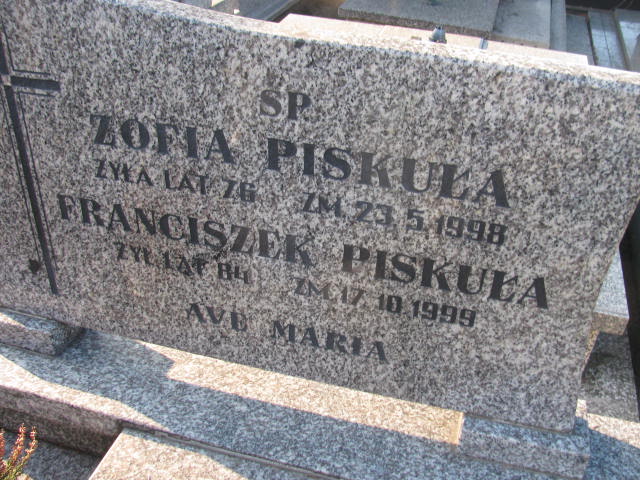 ŚP
ZOFIA PISKUŁA
ŻYŁA LAT 76 ZM. 23.5.1998
FRANCISZEK PISKUŁA
ŻYŁ LAT 84 ZM. 17.10.1999
AVE MARIA